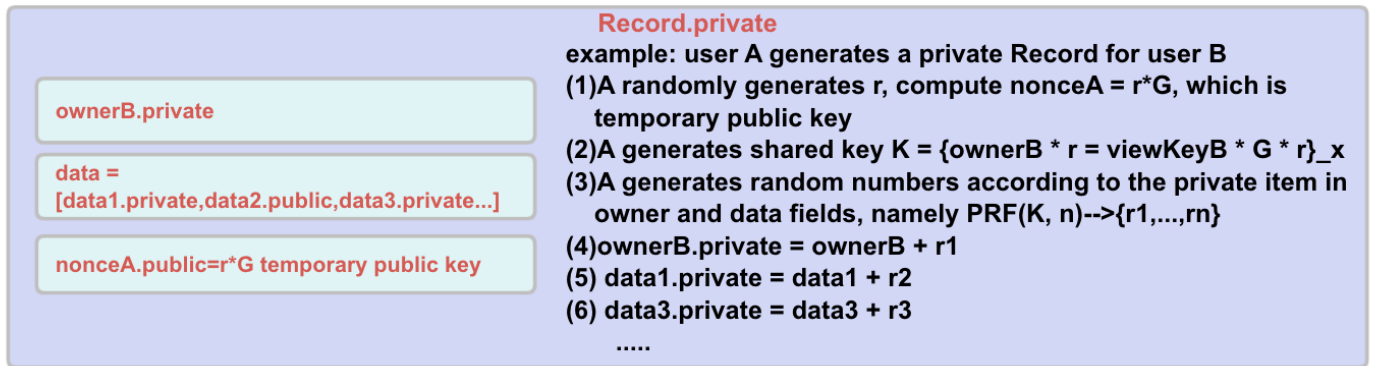 Record.private
example: user A generates a private Record for user B
(1)A randomly generates r, compute nonceA = r*G, which is
temporary public key
(2)A generates shared key K = {ownerB * r = viewKeyB * G * r}_x
(3)A generates random numbers according to the private item in
owner and data fields, namely PRF(K, n)-->{r1,...,rn}
(4)ownerB.private = ownerB + r1
(5) data1.private = data1 + r2
(6) data3.private = data3 + r3
.....
ownerB.private
data =
[data1.private,data2.public,data3.private...]
nonceA.public=r*G temporary public key